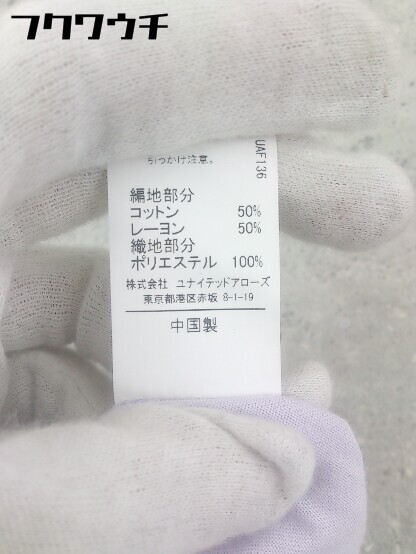 フクワウチ
引っかけ注意。
UAF136
編地部分
コットン 50%
レーヨン 50%
織地部分
ポリエステル 100%
株式会社 ユナイテッドアローズ
東京都港区赤坂 8-1-19
中国製